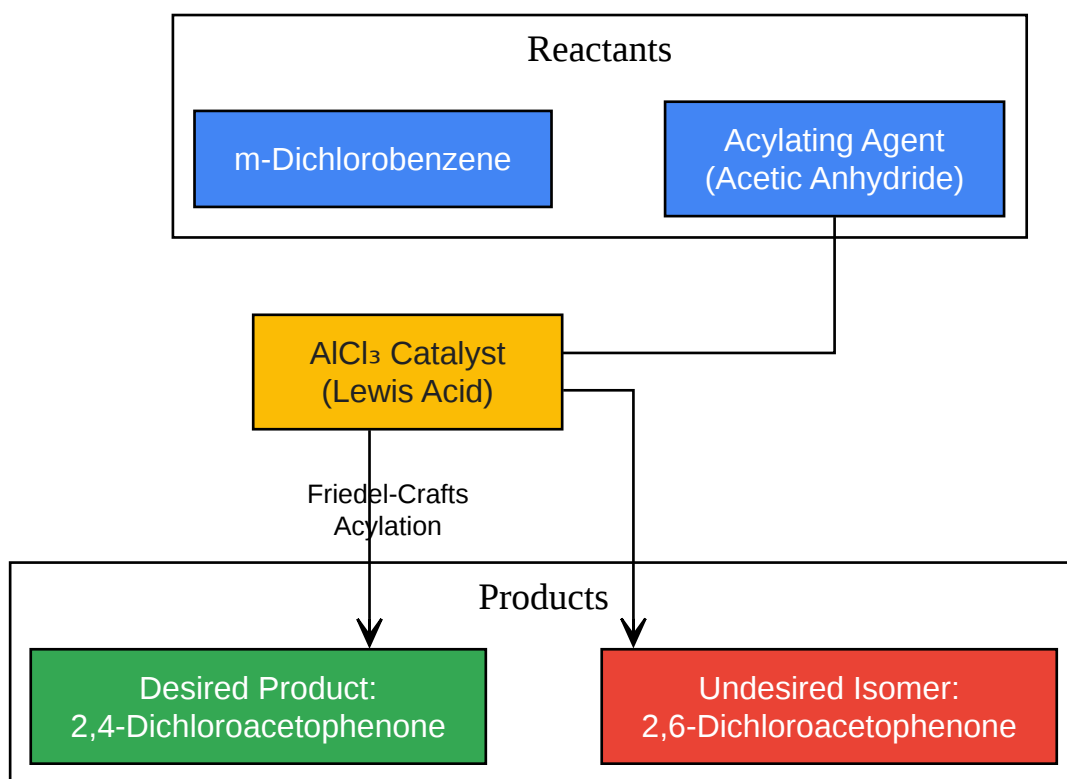 Reactants
m-Dichlorobenzene
Acylating Agent
(Acetic Anhydride)
AlCl₃ Catalyst
(Lewis Acid)
Friedel-Crafts
Acylation
Products
Desired Product:
2,4-Dichloroacetophenone
Undesired Isomer:
2,6-Dichloroacetophenone